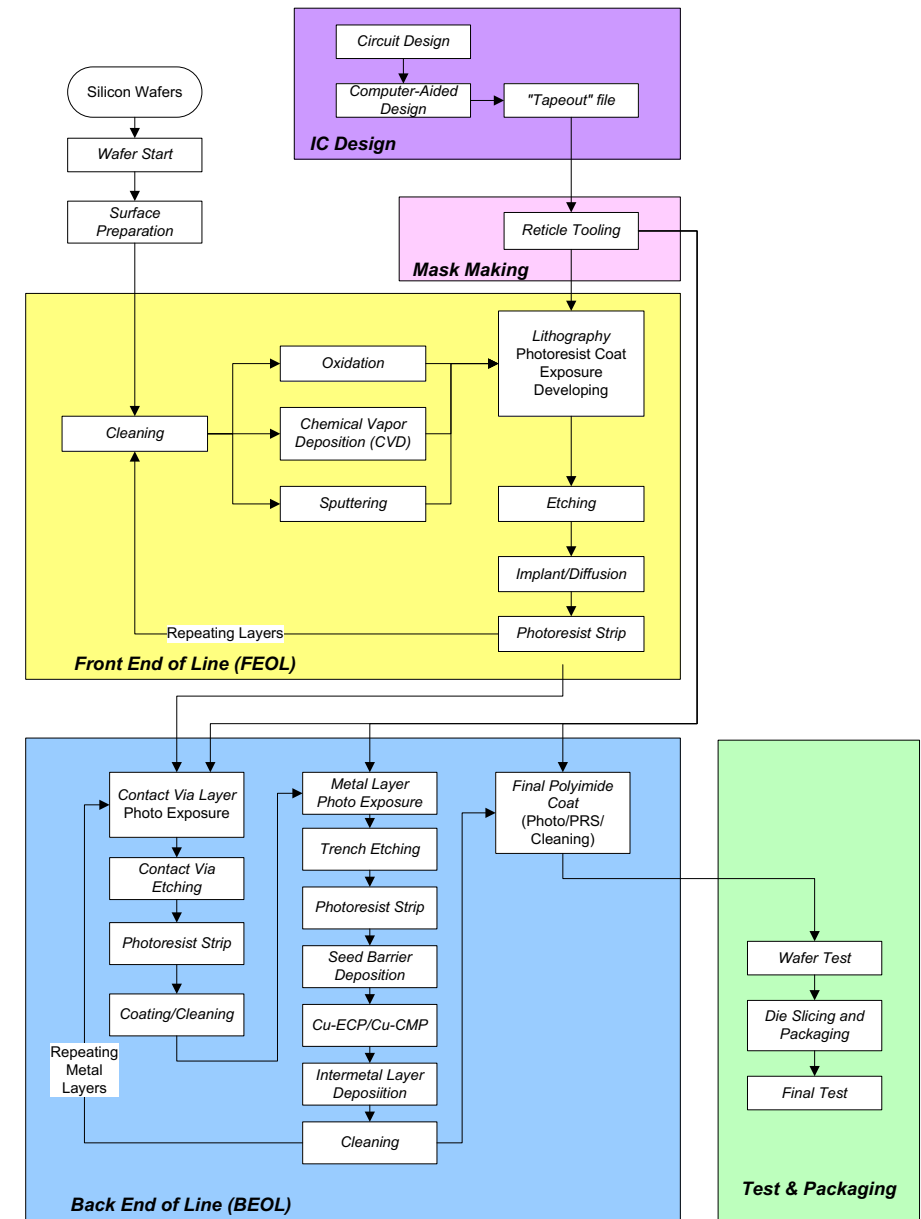 Circuit Design
Computer-Aided
Design
"Tapeout" file
IC Design
Silicon Wafers
Wafer Start
Surface
Preparation
Reticle Tooling
Mask Making
Lithography
Photoresist Coat
Exposure
Developing
Oxidation
Chemical Vapor
Deposition (CVD)
Cleaning
Sputtering
Etching
Implant/Diffusion
Photoresist Strip
Repeating Layers
Front End of Line (FEOL)
Contact Via Layer
Photo Exposure
Contact Via
Etching
Photoresist Strip
Coating/Cleaning
Repeating
Metal
Layers
Metal Layer
Photo Exposure
Trench Etching
Photoresist Strip
Seed Barrier
Deposition
Cu-ECP/Cu-CMP
Intermetal Layer
Deposiition
Cleaning
Final Polyimide
Coat
(Photo/PRS/
Cleaning)
Back End of Line (BEOL)
Wafer Test
Die Slicing and
Packaging
Final Test
Test & Packaging